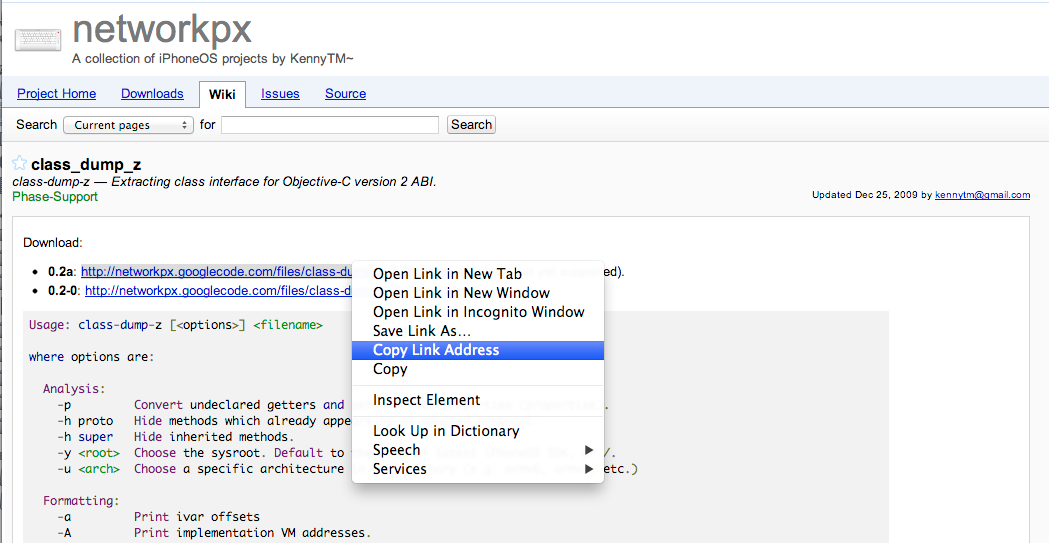 networkpx
A collection of iPhoneOS projects by KennyTM~
Project Home Downloads Wiki Issues Source
Search Current pages for Search
class_dump_z
class-dump-z — Extracting class interface for Objective-C version 2 ABI.
Phase-Support
Updated Dec 25, 2009 by kennytm@gmail.com
Download:
0.2a: http://networkpx.googlecode.com/files/class-du
0.2-0: http://networkpx.googlecode.com/files/class-d
Usage: class-dump-z [<options>] <filename>
where options are:
Analysis:
-p Convert undeclared getters and
-h proto Hide methods which already appe
-h super Hide inherited methods.
-y <root> Choose the sysroot. Default to
-u <arch> Choose a specific architecture etc.)
Formatting:
-a Print ivar offsets
-A Print implementation VM addresses.
Open Link in New Tab
Open Link in New Window
Open Link in Incognito Window
Save Link As...
Copy Link Address
Copy
Inspect Element
Look Up in Dictionary
Speech
Services